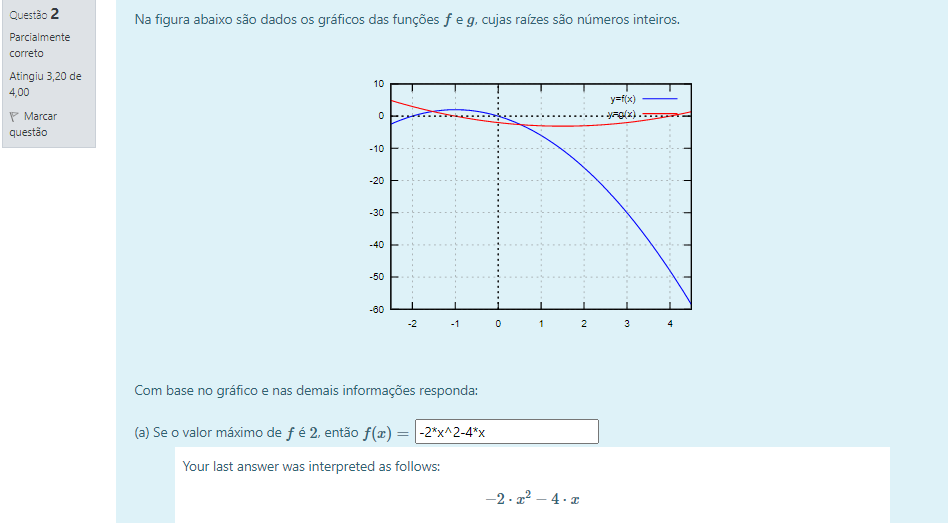 Questão 2
Parcialmente
correto
Atingiu 3,20 de
4,00
Marcar
questão
Na figura abaixo são dados os gráficos das funções f e g, cujas raízes são números inteiros.
10
0
-10
-20
-30
-40
-50
-60
-2 -1 0 1 2 3 4
y=f(x)
y=g(x)
Com base no gráfico e nas demais informações responda:
(a) Se o valor máximo de f é 2, então f(x) = -2*x^2-4*x
Your last answer was interpreted as follows:
−2 · x² − 4 · x